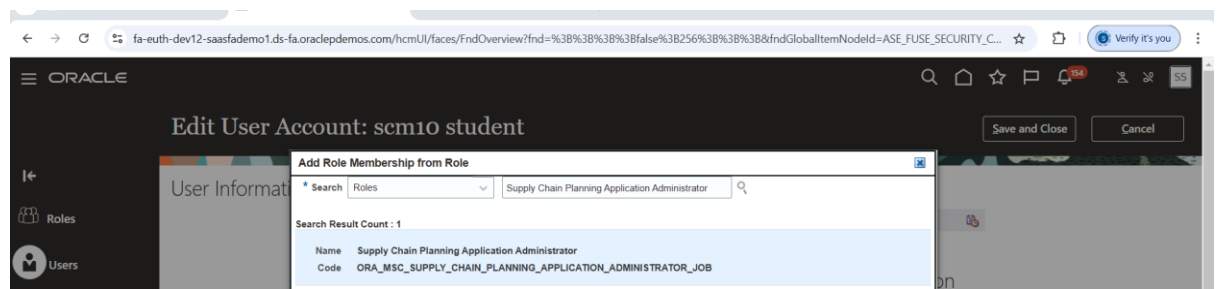 fa-euth-dev12-saasfademo1.ds-fa.oraclepdemos.com/hcmUI/faces/FndOverview?fnd=%3B%3B%3B%3Bfalse%3B256%3B%3B%3B&fndGlobalItemNodeId=ASE_FUSE_SECURITY_C...
Verify it's you
ORACLE
154
SS
Edit User Account: scm10 student
Save and Close
Cancel
Add Role Membership from Role
User Informati
* Search Roles Supply Chain Planning Application Administrator
Roles
Search Result Count : 1
Name Supply Chain Planning Application Administrator
Code ORA_MSC_SUPPLY_CHAIN_PLANNING_APPLICATION_ADMINISTRATOR_JOB
Users
on